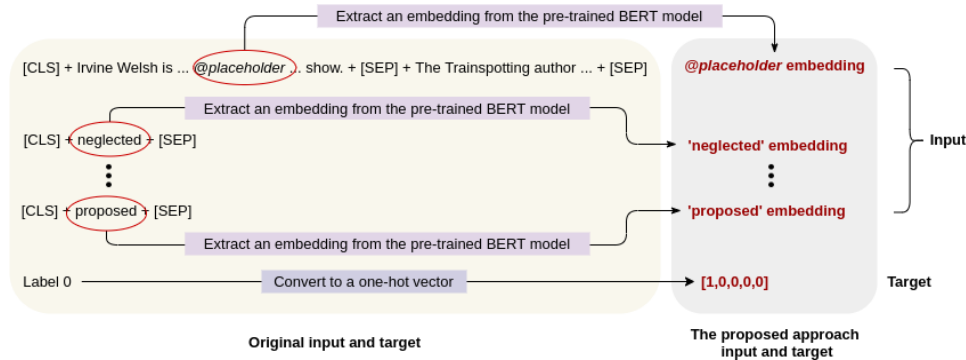 Extract an embedding from the pre-trained BERT model
[CLS] + Irvine Welsh is ... @placeholder ... show. + [SEP] + The Trainspotting author ... + [SEP]
@placeholder embedding
Extract an embedding from the pre-trained BERT model
[CLS] + neglected + [SEP]
'neglected' embedding
Input
[CLS] + proposed + [SEP]
'proposed' embedding
Extract an embedding from the pre-trained BERT model
Label 0
Convert to a one-hot vector
[1,0,0,0,0]
Target
Original input and target
The proposed approach
input and target